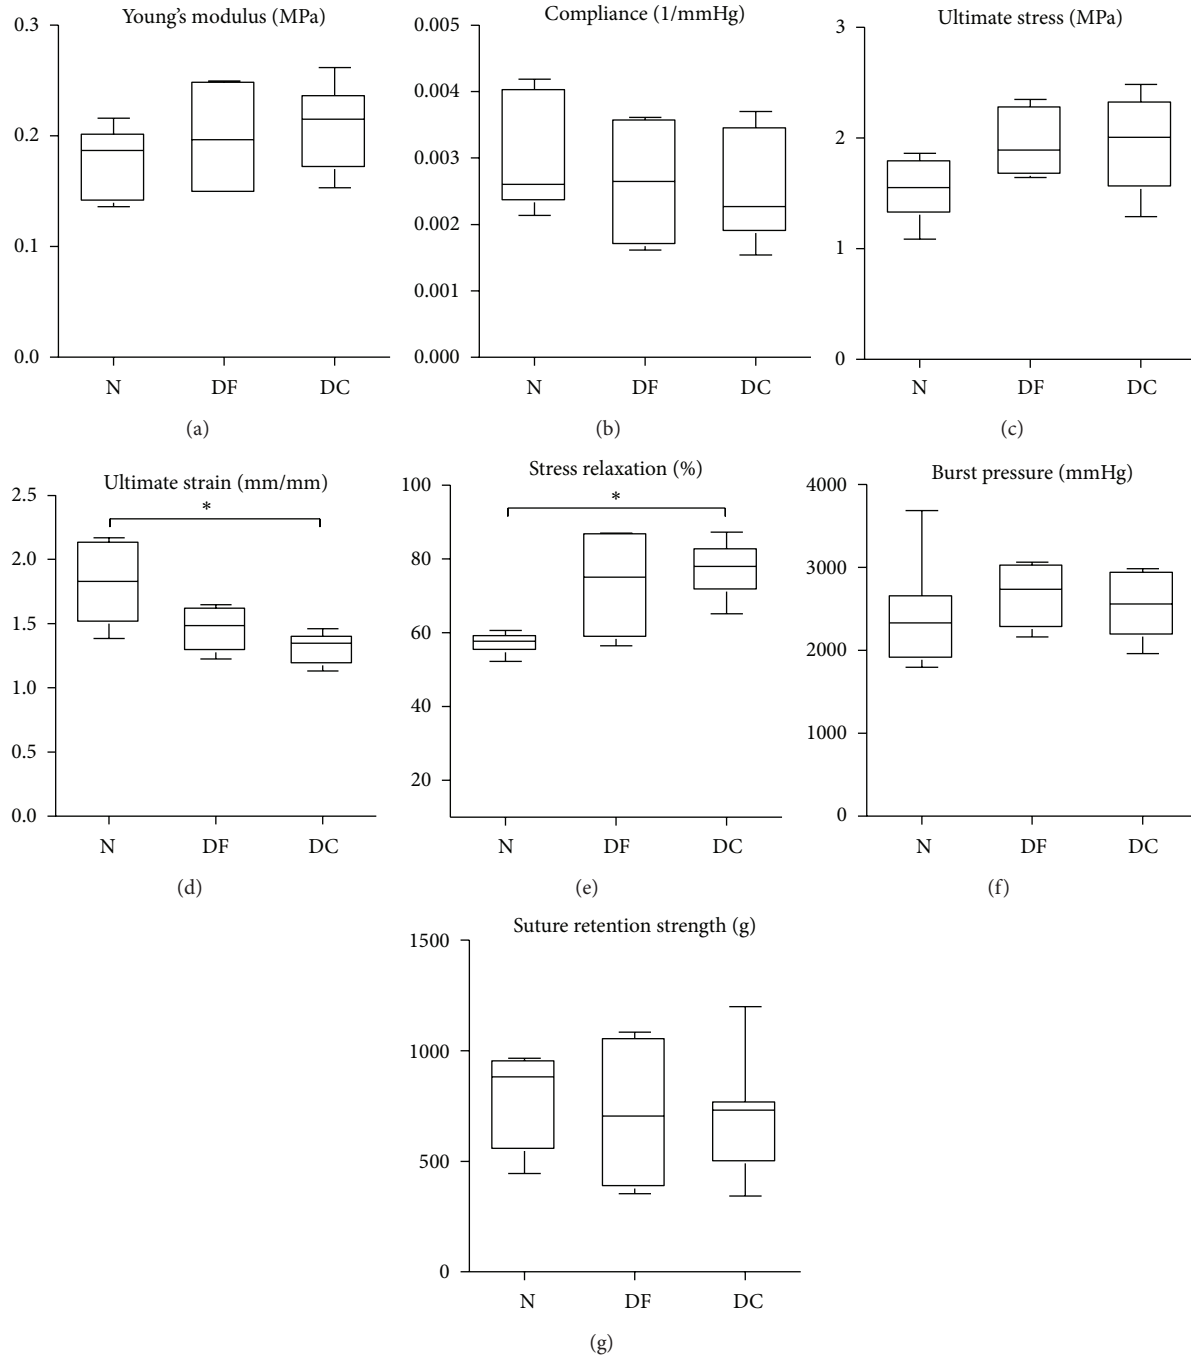 Young's modulus (MPa)
0.3
0.2
0.1
0.0
N DF DC
(a)
Compliance (1/mmHg)
0.005
0.004
0.003
0.002
0.001
0.000
N DF DC
(b)
Ultimate stress (MPa)
3
2
1
0
N DF DC
(c)
Ultimate strain (mm/mm)
2.5
2.0
1.5
1.0
0.5
0.0
*
N DF DC
(d)
Stress relaxation (%)
100
80
60
40
20
*
N DF DC
(e)
Burst pressure (mmHg)
4000
3000
2000
1000
0
N DF DC
(f)
Suture retention strength (g)
1500
1000
500
0
N DF DC
(g)